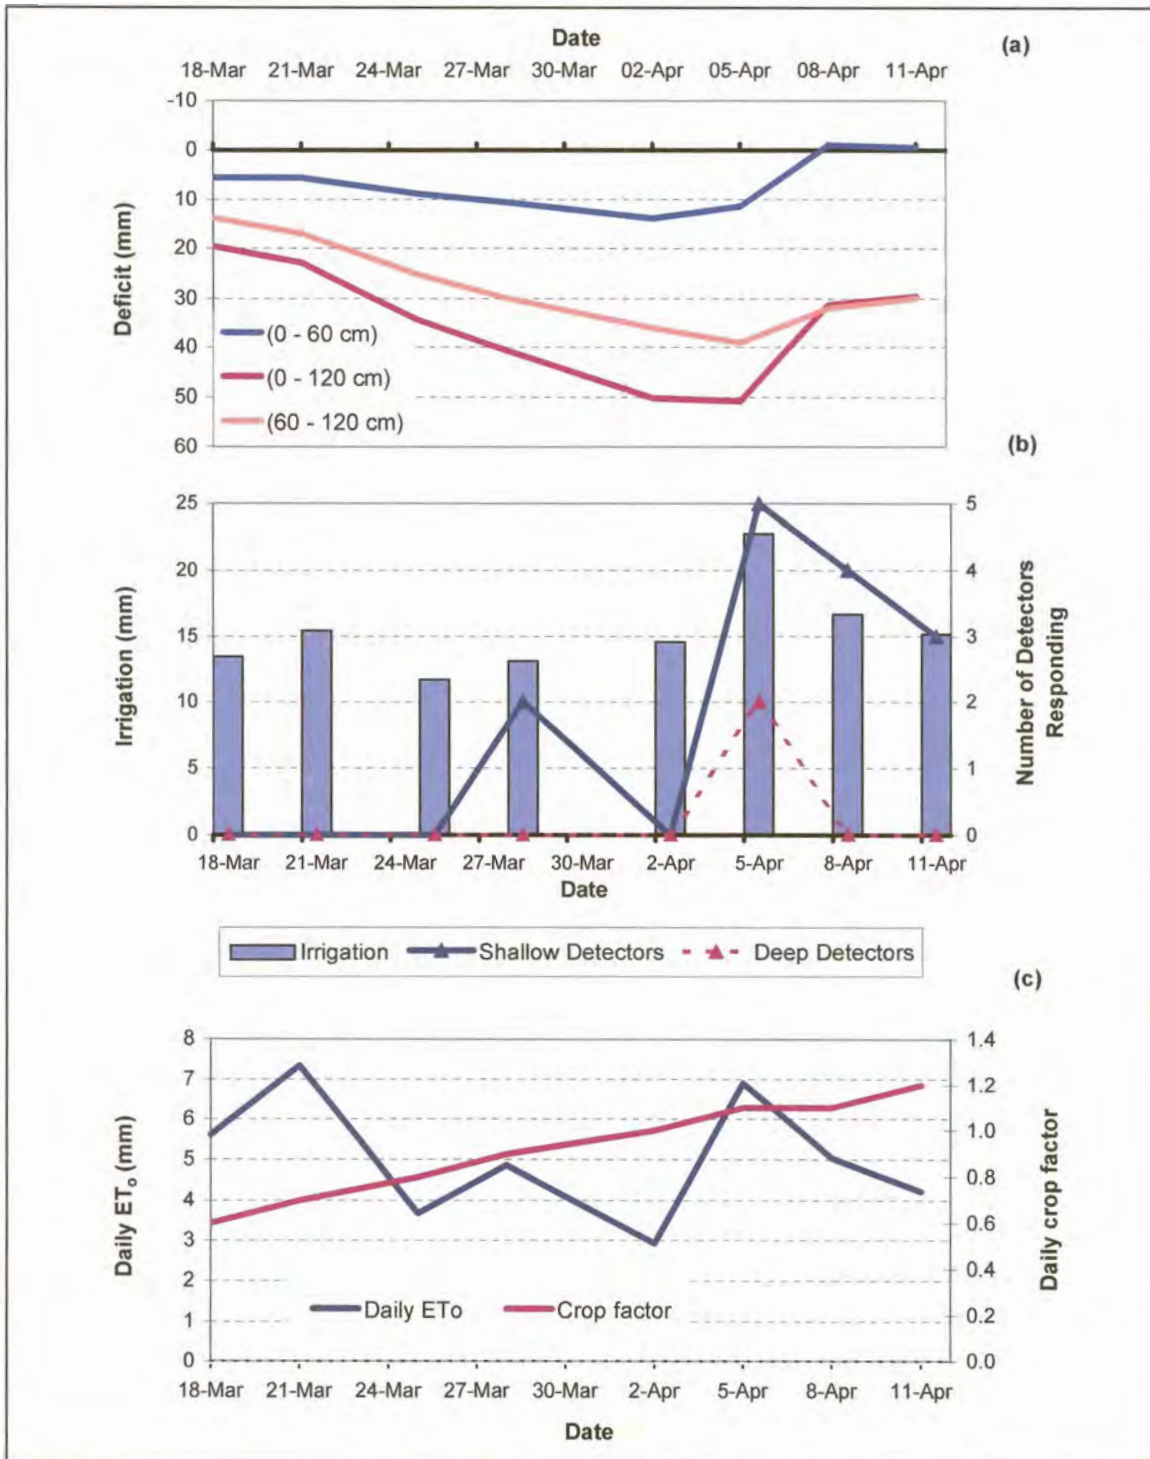 Date
(a)
18-Mar 21-Mar 24-Mar 27-Mar 30-Mar 02-Apr 05-Apr 08-Apr 11-Apr
-10
0
10
20
30
40
50
60
Deficit (mm)
(0 - 60 cm)
(0 - 120 cm)
(60 - 120 cm)
(b)
25
20
15
10
5
0
Irrigation (mm)
5
4
3
2
1
0
Number of Detectors
Responding
18-Mar 21-Mar 24-Mar 27-Mar 30-Mar 2-Apr 5-Apr 8-Apr 11-Apr
Date
Irrigation Shallow Detectors Deep Detectors
(c)
8
7
6
5
4
3
2
1
0
Daily ETo (mm)
1.4
1.2
1.0
0.8
0.6
0.4
0.2
0.0
Daily crop factor
Daily ETo Crop factor
18-Mar 21-Mar 24-Mar 27-Mar 30-Mar 2-Apr 5-Apr 8-Apr 11-Apr
Date